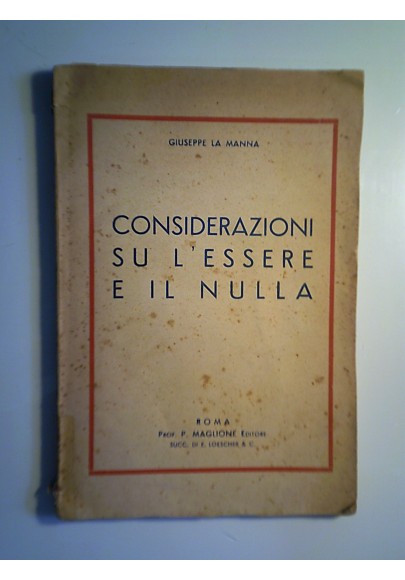 GIUSEPPE LA MANNA
CONSIDERAZIONI
SU L'ESSERE
E IL NULLA
ROMA
PROF. P. MAGLIONE EDITORE
SUCC. DI E. LOESCHER & C.